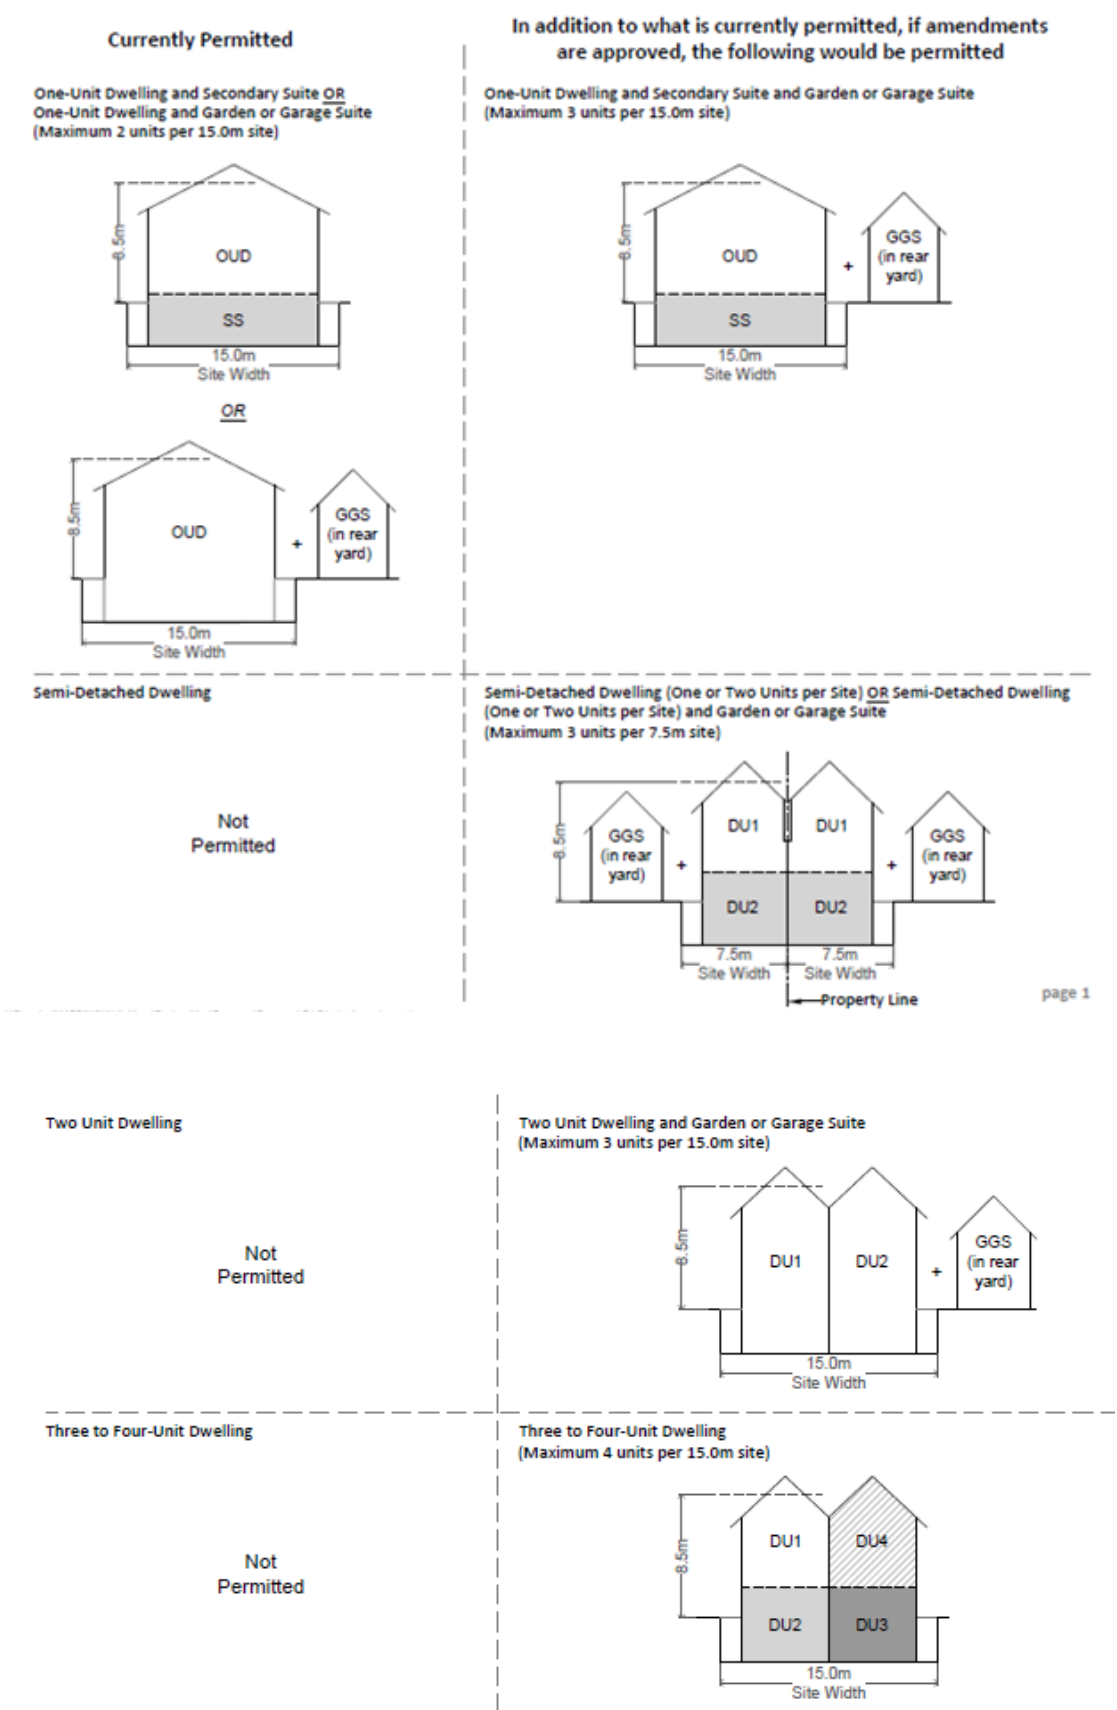 Currently Permitted
In addition to what is currently permitted, if amendments
are approved, the following would be permitted
One-Unit Dwelling and Secondary Suite OR
One-Unit Dwelling and Garden or Garage Suite
(Maximum 2 units per 15.0m site)
8.5m
OUD
SS
15.0m
Site Width
OR
8.5m
OUD
+
GGS
(in rear
yard)
15.0m
Site Width
One-Unit Dwelling and Secondary Suite and Garden or Garage Suite
(Maximum 3 units per 15.0m site)
8.5m
OUD
SS
+
GGS
(in rear
yard)
15.0m
Site Width
Semi-Detached Dwelling
Not
Permitted
Semi-Detached Dwelling (One or Two Units per Site) OR Semi-Detached Dwelling
(One or Two Units per Site) and Garden or Garage Suite
(Maximum 3 units per 7.5m site)
8.5m
GGS
(in rear
yard)
+
DU1
DU1
DU2
DU2
+
GGS
(in rear
yard)
7.5m
Site Width
7.5m
Site Width
Property Line
page 1
Two Unit Dwelling
Not
Permitted
Two Unit Dwelling and Garden or Garage Suite
(Maximum 3 units per 15.0m site)
8.5m
DU1
DU2
+
GGS
(in rear
yard)
15.0m
Site Width
Three to Four-Unit Dwelling
Not
Permitted
Three to Four-Unit Dwelling
(Maximum 4 units per 15.0m site)
8.5m
DU1
DU4
DU2
DU3
15.0m
Site Width